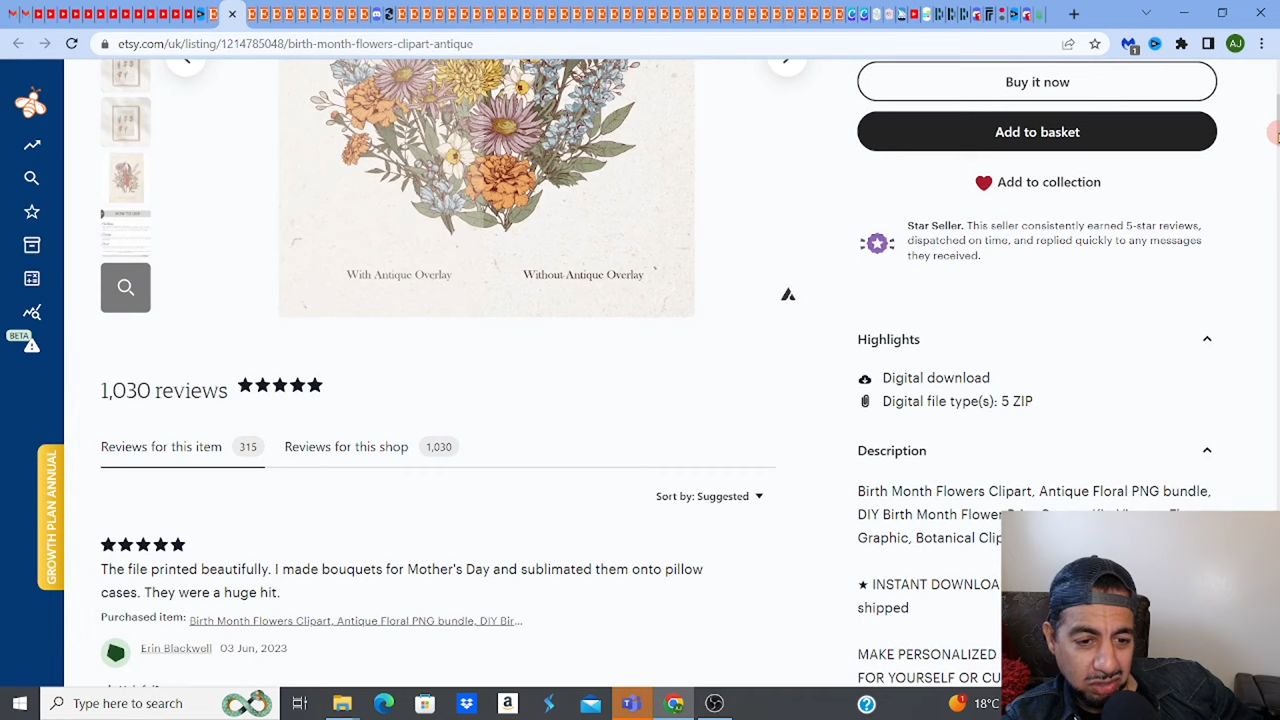 etsy.com/uk/listing/1214785048/birth-month-flowers-clipart-antique
AJ
1
Buy it now
Add to basket
Add to collection
Star Seller. This seller consistently earned 5-star reviews,
dispatched on time, and replied quickly to any messages
they received.
With Antique Overlay
Without Antique Overlay
HOW TO USE
BETA
GROWTH PLAN ANNUAL
Highlights
Digital download
Digital file type(s): 5 ZIP
1,030 reviews
Reviews for this item 315 Reviews for this shop 1,030
Sort by: Suggested
Description
Birth Month Flowers Clipart, Antique Floral PNG bundle,
DIY Birth Month Flower
Graphic, Botanical Clip
★ INSTANT DOWNLOA
shipped
MAKE PERSONALIZED
FOR YOURSELF OR CU
The file printed beautifully. I made bouquets for Mother's Day and sublimated them onto pillow
cases. They were a huge hit.
Purchased item: Birth Month Flowers Clipart, Antique Floral PNG bundle, DIY Bir...
Erin Blackwell 03 Jun, 2023
Type here to search
18°C